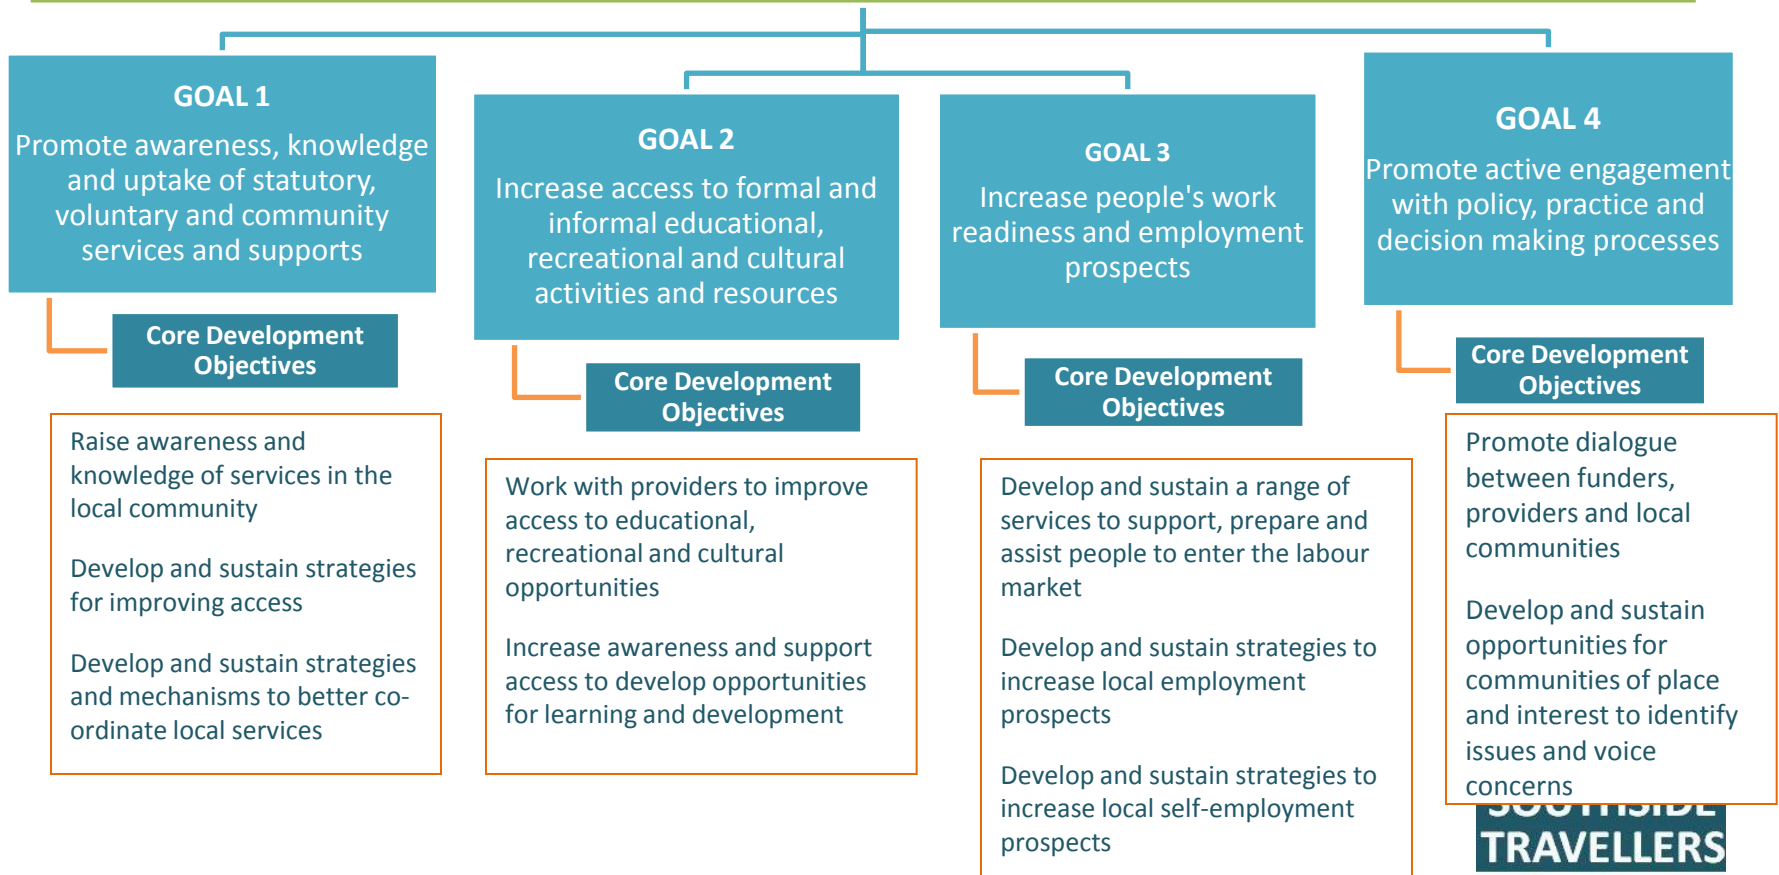 GOAL 1
Promote awareness, knowledge
and uptake of statutory,
voluntary and community
services and supports
Core Development
Objectives
Raise awareness and
knowledge of services in the
local community
Develop and sustain strategies
for improving access
Develop and sustain strategies
and mechanisms to better co-
ordinate local services
GOAL 2
Increase access to formal and
informal educational,
recreational and cultural
activities and resources
Core Development
Objectives
Work with providers to improve
access to educational,
recreational and cultural
opportunities
Increase awareness and support
access to develop opportunities
for learning and development
GOAL 3
Increase people's work
readiness and employment
prospects
Core Development
Objectives
Develop and sustain a range of
services to support, prepare and
assist people to enter the labour
market
Develop and sustain strategies to
increase local employment
prospects
Develop and sustain strategies to
increase local self-employment
prospects
GOAL 4
Promote active engagement
with policy, practice and
decision making processes
Core Development
Objectives
Promote dialogue
between funders,
providers and local
communities
Develop and sustain
opportunities for
communities of place
and interest to identify
issues and voice
concerns
SOUTHSIDE
TRAVELLERS